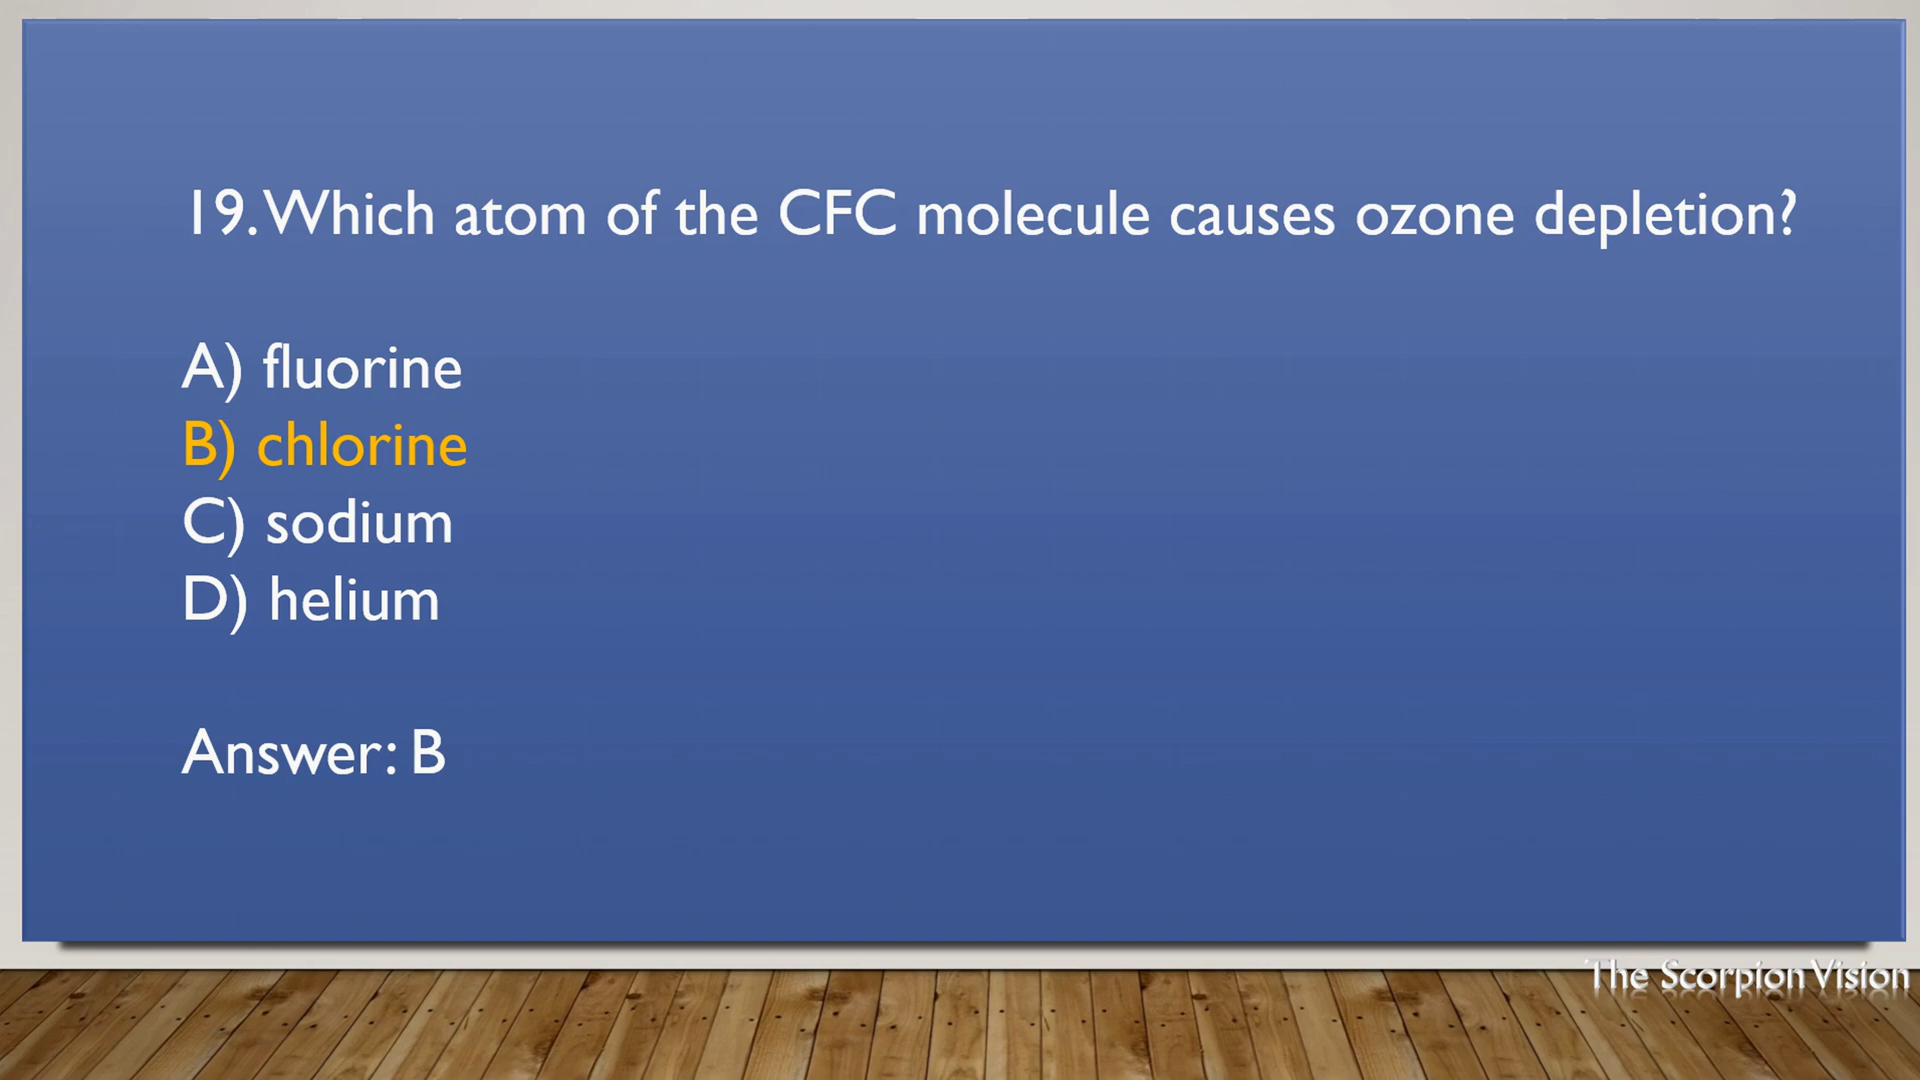 19. Which atom of the CFC molecule causes ozone depletion?
A) fluorine
B) chlorine
C) sodium
D) helium
Answer: B
The Scorpion Vision